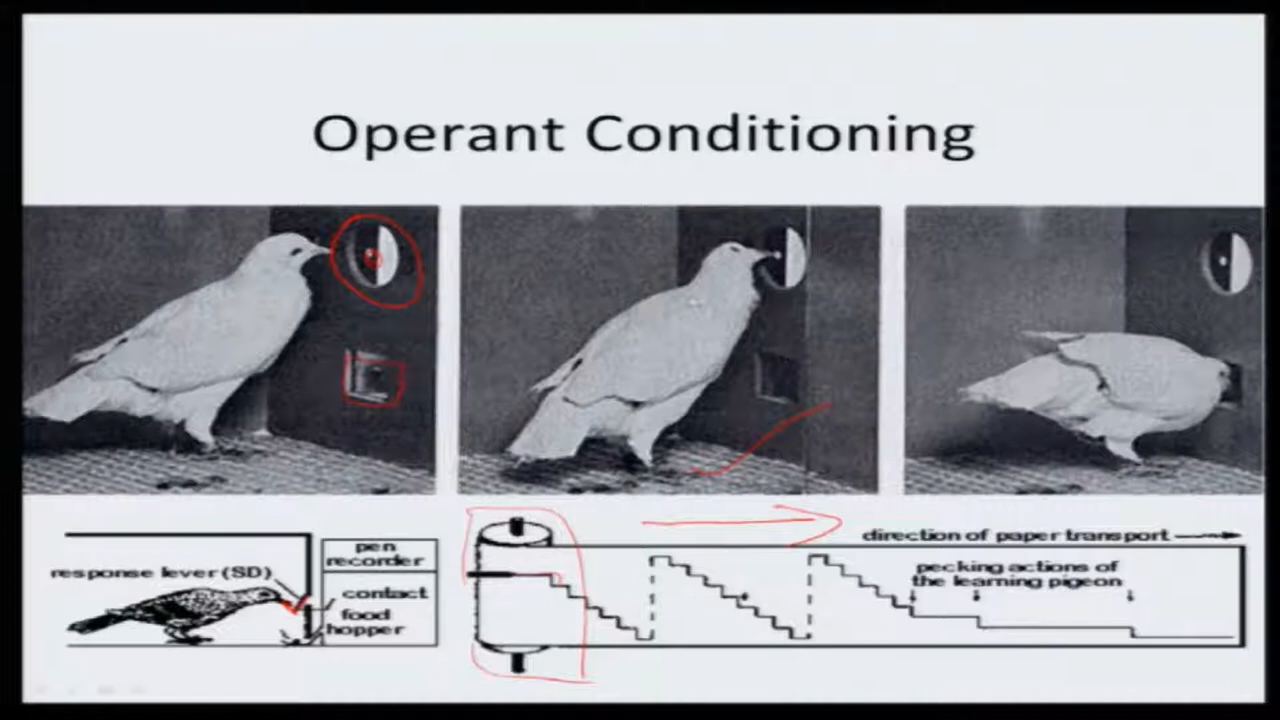 Operant Conditioning
pen
recorder
response lever (SD)
contact
food
hopper
direction of paper transport
pecking actions of
the learning pigeon